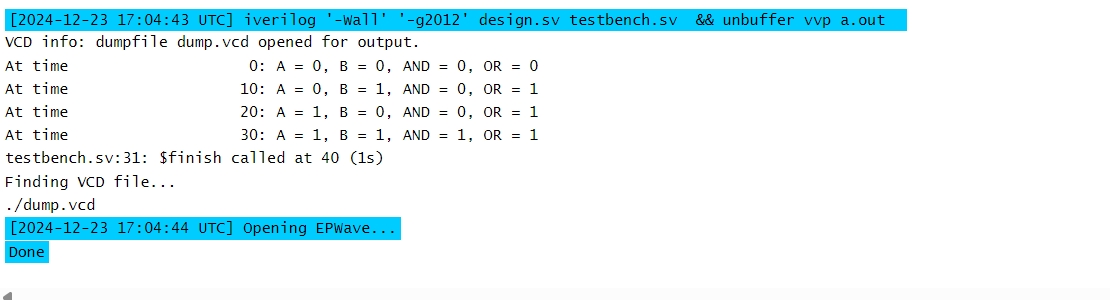 [2024-12-23 17:04:43 UTC] iverilog '-Wall' '-g2012' design.sv testbench.sv  && unbuffer vvp a.out
VCD info: dumpfile dump.vcd opened for output.
At time                    0: A = 0, B = 0, AND = 0, OR = 0
At time                   10: A = 0, B = 1, AND = 0, OR = 1
At time                   20: A = 1, B = 0, AND = 0, OR = 1
At time                   30: A = 1, B = 1, AND = 1, OR = 1
testbench.sv:31: $finish called at 40 (1s)
Finding VCD file...
./dump.vcd
[2024-12-23 17:04:44 UTC] Opening EPWave...
Done